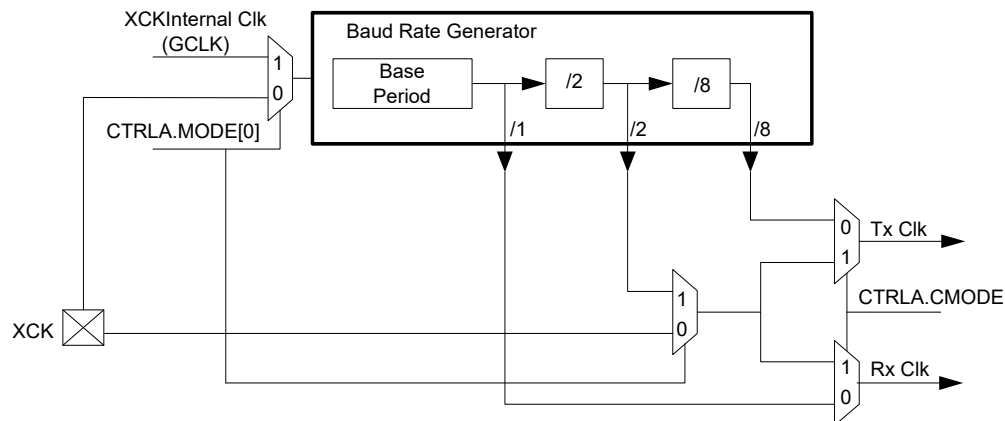 XCKInternal Clk
(GCLK)
Baud Rate Generator
1
0
Base
Period
/2
/8
CTRLA.MODE[0]
/1
/2
/8
0
1
Tx Clk
1
0
CTRLA.CMODE
XCK
1
0
Rx Clk